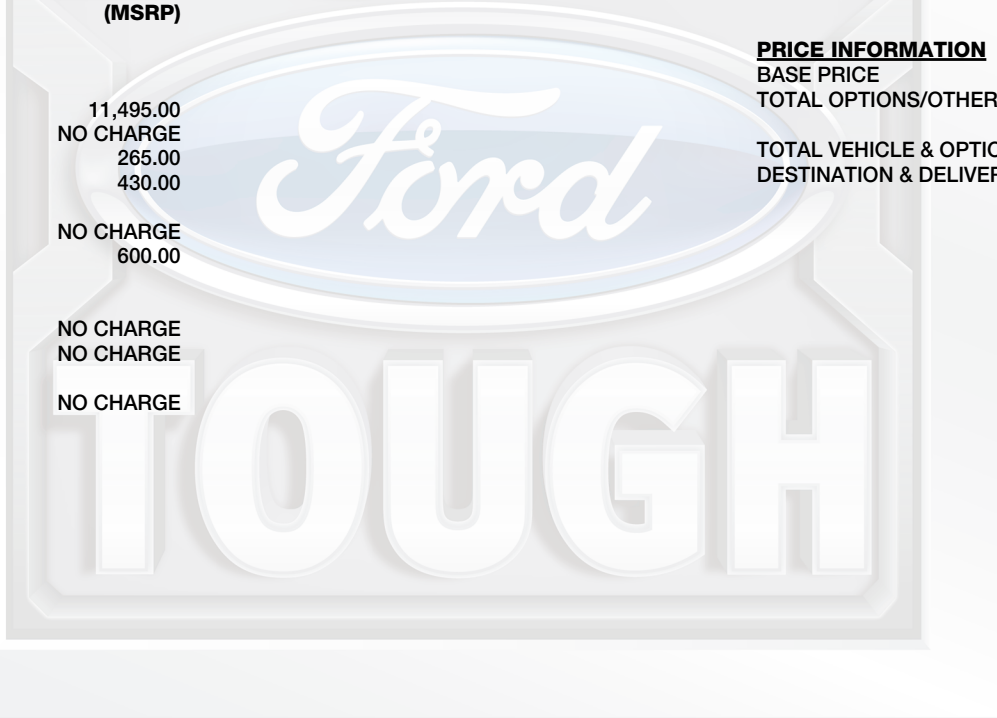 (MSRP)
11,495.00
NO CHARGE
265.00
430.00
NO CHARGE
600.00
NO CHARGE
NO CHARGE
NO CHARGE
PRICE INFORMATION
BASE PRICE
TOTAL OPTIONS/OTHER
TOTAL VEHICLE & OPTIO
DESTINATION & DELIVER
Ford
TOUGH